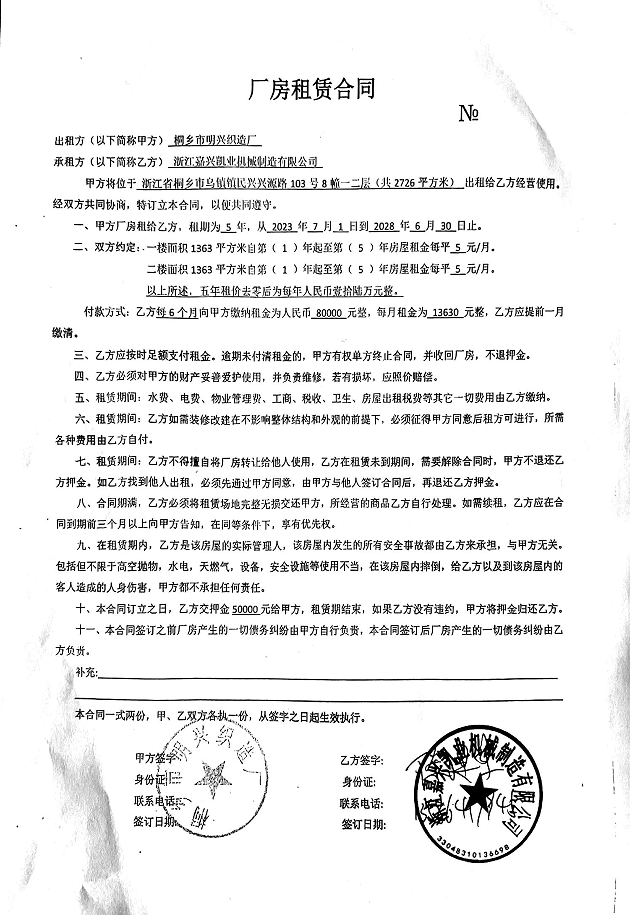 厂房租赁合同
№
出租方（以下简称甲方） 桐乡市明兴织造厂
承租方（以下简称乙方） 浙江嘉兴凯业机械制造有限公司
甲方将位于 浙江省桐乡市乌镇镇民兴兴源路 103 号 8 幢一二层（共 2726 平方米） 出租给乙方经营使用。
经双方共同协商，特订立本合同，以便共同遵守。
一、甲方厂房租给乙方，租期为 5 年，从 2023 年 7 月 1 日到 2028 年 6 月 30 日止。
二、双方约定：一楼面积 1363 平方米自第（ 1 ）年起至第（ 5 ）年房屋租金每平 5 元/月。
二楼面积 1363 平方米自第（ 1 ）年起至第（ 5 ）年房屋租金每平 5 元/月。
以上所述，五年租价去零后为每年人民币壹拾陆万元整。
付款方式：乙方每 6 个月向甲方缴纳租金为人民币 80000 元整，每月租金为 13630 元整，乙方应提前一月
缴清。
三、乙方应按时足额支付租金。逾期未付清租金的，甲方有权单方终止合同，并收回厂房，不退押金。
四、乙方必须对甲方的财产妥善爱护使用，并负责维修，若有损坏，应照价赔偿。
五、租赁期间：水费、电费、物业管理费、工商、税收、卫生、房屋出租税费等其它一切费用由乙方缴纳。
六、租赁期间：乙方如需装修改建在不影响整体结构和外观的前提下，必须征得甲方同意后租方可进行，所需
各种费用由乙方自付。
七、租赁期间：乙方不得擅自将厂房转让给他人使用，乙方在租赁未到期间，需要解除合同时，甲方不退还乙
方押金。如乙方找到他人出租，必须先通过甲方同意，由甲方与他人签订合同后，再退还乙方押金。
八、合同期满，乙方必须将租赁场地完整无损交还甲方，所经营的商品乙方自行处理。如需续租，乙方应在合
同到期前三个月以上向甲方告知，在同等条件下，享有优先权。
九、在租赁期内，乙方是该房屋的实际管理人，该房屋内发生的所有安全事故都由乙方来承担，与甲方无关。
包括但不限于高空抛物，水电，天燃气，设备，安全设施等使用不当，在该房屋内摔倒，给乙方以及到该房屋内的
客人造成的人身伤害，甲方都不承担任何责任。
十、本合同订立之日，乙方交押金 50000 元给甲方，租赁期结束，如果乙方没有违约，甲方将押金归还乙方。
十一、本合同签订之前厂房产生的一切债务纠纷由甲方自行负责，本合同签订后厂房产生的一切债务纠纷由乙
方负责。
补充:
本合同一式两份，甲、乙双方各执一份，从签字之日起生效执行。
甲方签字
乙方签字:
身份证
身份证:
联系电话:
联系电话:
签订日期:
签订日期:
桐乡市明兴织造厂
浙江嘉兴凯业机械制造有限公司
33048310136698